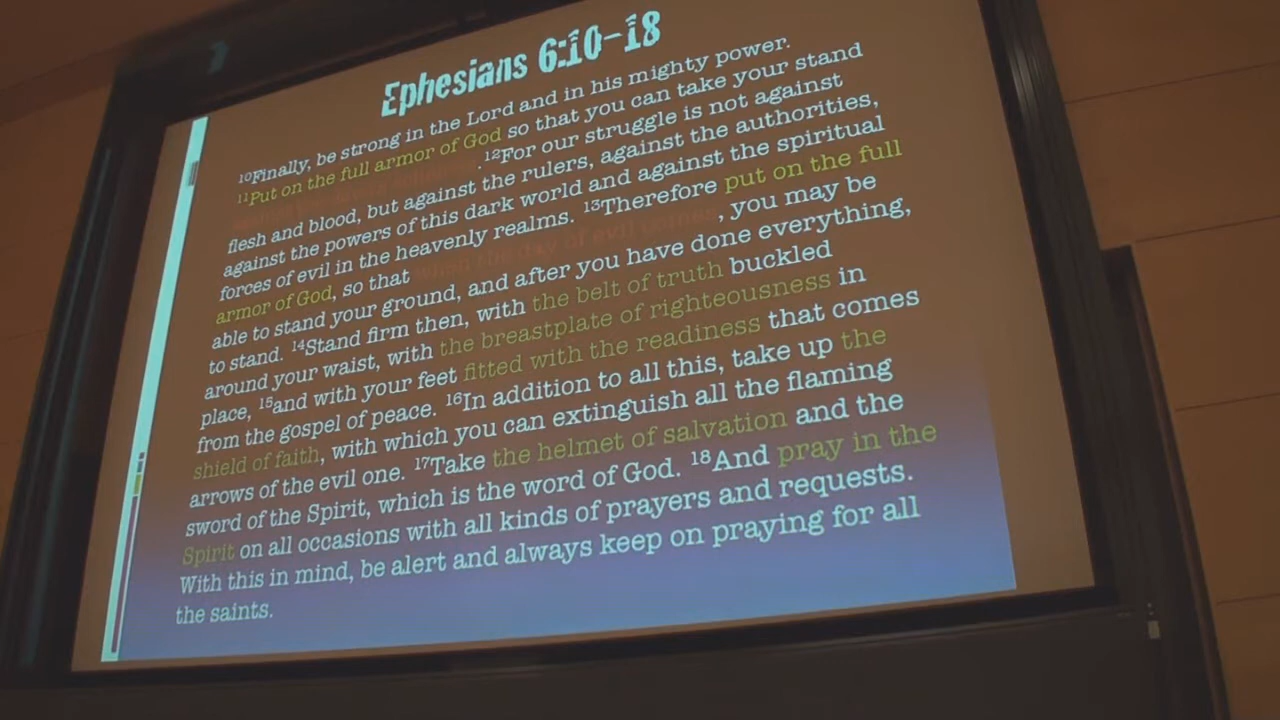 Ephesians 6:10-18
¹⁰Finally, be strong in the Lord and in his mighty power.
¹¹Put on the full armor of God so that you can take your stand
. ¹²For our struggle is not against
flesh and blood, but against the rulers, against the authorities,
against the powers of this dark world and against the spiritual
forces of evil in the heavenly realms. ¹³Therefore put on the full
armor of God, so that when the day of evil comes, you may be
able to stand your ground, and after you have done everything,
to stand. ¹⁴Stand firm then, with the belt of truth buckled
around your waist, with the breastplate of righteousness in
place, ¹⁵and with your feet fitted with the readiness that comes
from the gospel of peace. ¹⁶In addition to all this, take up the
shield of faith, with which you can extinguish all the flaming
arrows of the evil one. ¹⁷Take the helmet of salvation and the
sword of the Spirit, which is the word of God. ¹⁸And pray in the
Spirit on all occasions with all kinds of prayers and requests.
With this in mind, be alert and always keep on praying for all
the saints.